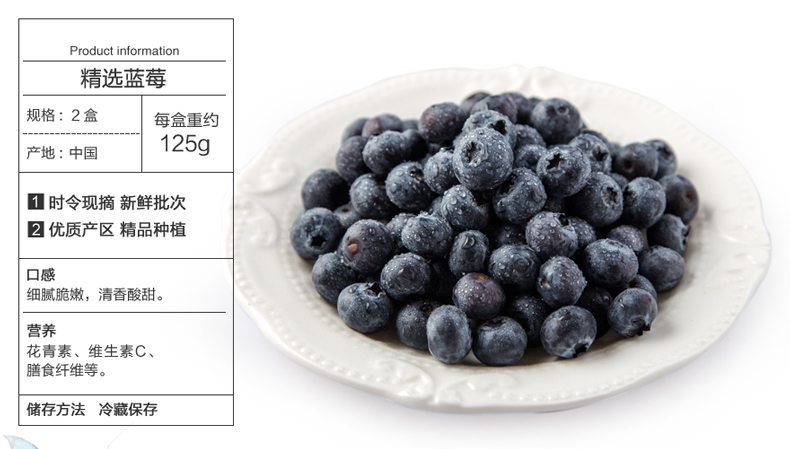 Product information
精选蓝莓
规格：2盒
产地：中国
每盒重约
125g
1 时令现摘 新鲜批次
2 优质产区 精品种植
口感
细腻脆嫩，清香酸甜。
营养
花青素、维生素C、
膳食纤维等。
储存方法 冷藏保存